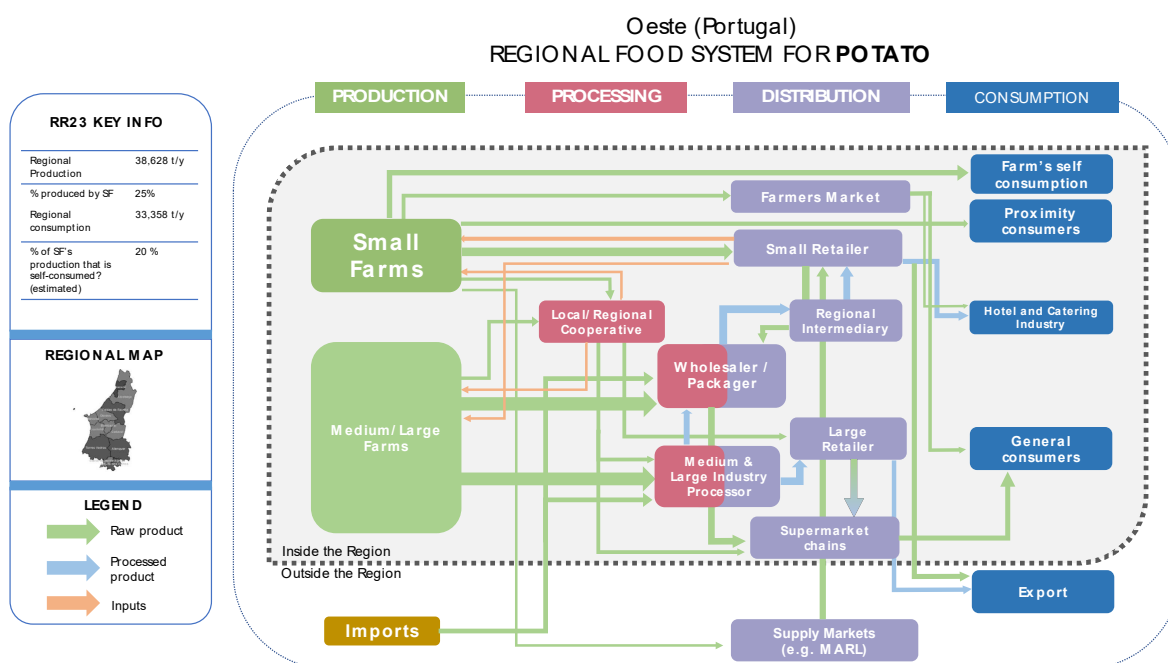 Oeste (Portugal)
REGIONAL FOOD SYSTEM FOR POTATO
PRODUCTION
PROCESSING
DISTRIBUTION
CONSUMPTION
RR23 KEY INFO
Regional
Production
38,628 t/y
% produced by SF
25%
Regional
consumption
33,358 t/y
% of SF's
production that is
self-consumed?
(estimated)
20 %
REGIONAL MAP
LEGEND
Raw product
Processed
product
Inputs
Small
Farms
Medium/ Large
Farms
Local/ Regional
Cooperative
Wholesaler /
Packager
Medium &
Large Industry
Processor
Farmers Market
Small Retailer
Regional
Intermediary
Large
Retailer
Supermarket
chains
Farm's self
consumption
Proximity
consumers
Hotel and Catering
Industry
General
consumers
Inside the Region
Outside the Region
Export
Imports
Supply Markets
(e.g. MARL)